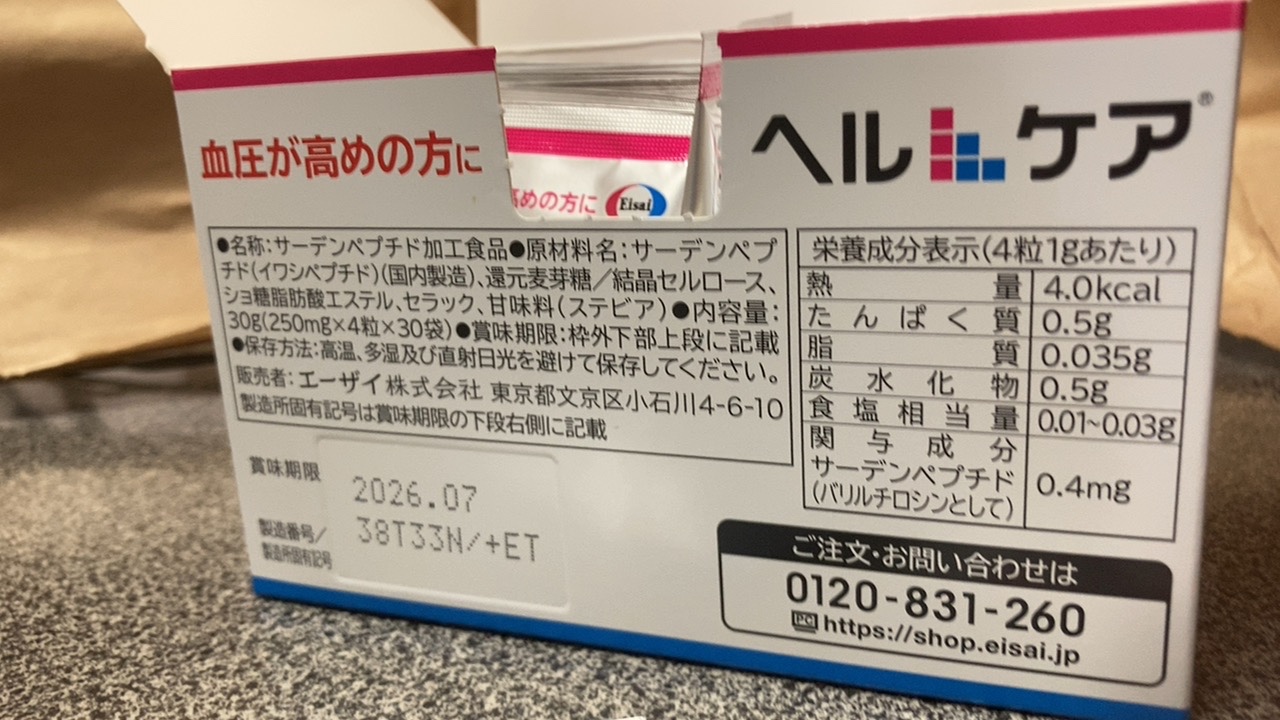 血圧が高めの方に
高めの方に
Eisai
ヘルケア®
●名称:サーデンペプチド加工食品●原材料名:サーデンペプ
チド(イワシペプチド)(国内製造)、還元麦芽糖/結晶セルロース、
ショ糖脂肪酸エステル、セラック、甘味料(ステビア)●内容量:
30g(250mg×4粒×30袋)●賞味期限:枠外下部上段に記載
●保存方法:高温、多湿及び直射日光を避けて保存してください。
販売者:エーザイ株式会社 東京都文京区小石川4-6-10
製造所固有記号は賞味期限の下段右側に記載
栄養成分表示(4粒1gあたり)
熱量 4.0kcal
たんぱく質 0.5g
脂質 0.035g
炭水化物 0.5g
食塩相当量 0.01~0.03g
関与成分
サーデンペプチド
(バリルチロシンとして) 0.4mg
賞味期限 2026.07
製造番号/
製造所固有記号 38T33N/+ET
ご注文・お問い合わせは
0120-831-260
PC https://shop.eisai.jp